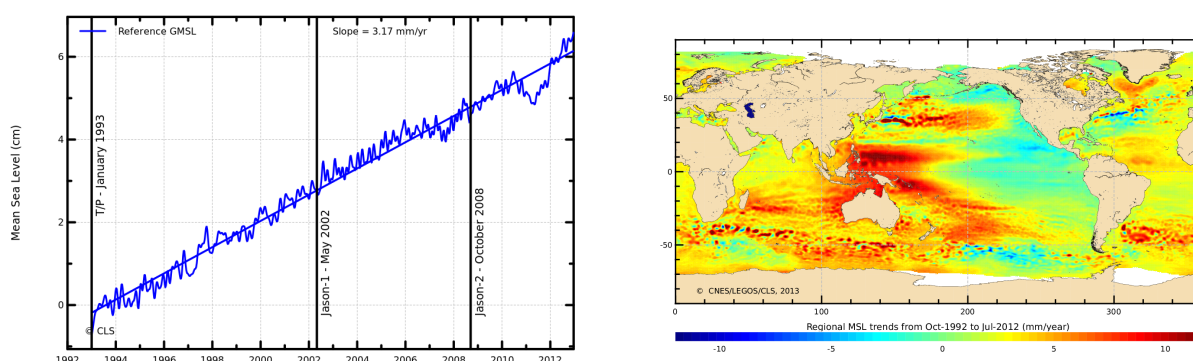 Reference GMSL
Slope = 3.17 mm/yr
Mean Sea Level (cm)
6
4
2
0
T/P - January 1993
Jason-1 - May 2002
Jason-2 - October 2008
© CLS
1992 1994 1996 1998 2000 2002 2004 2006 2008 2010 2012
50
0
-50
© CNES/LEGOS/CLS, 2013
0 100 200 300
Regional MSL trends from Oct-1992 to Jul-2012 (mm/year)
-10 -5 0 5 10